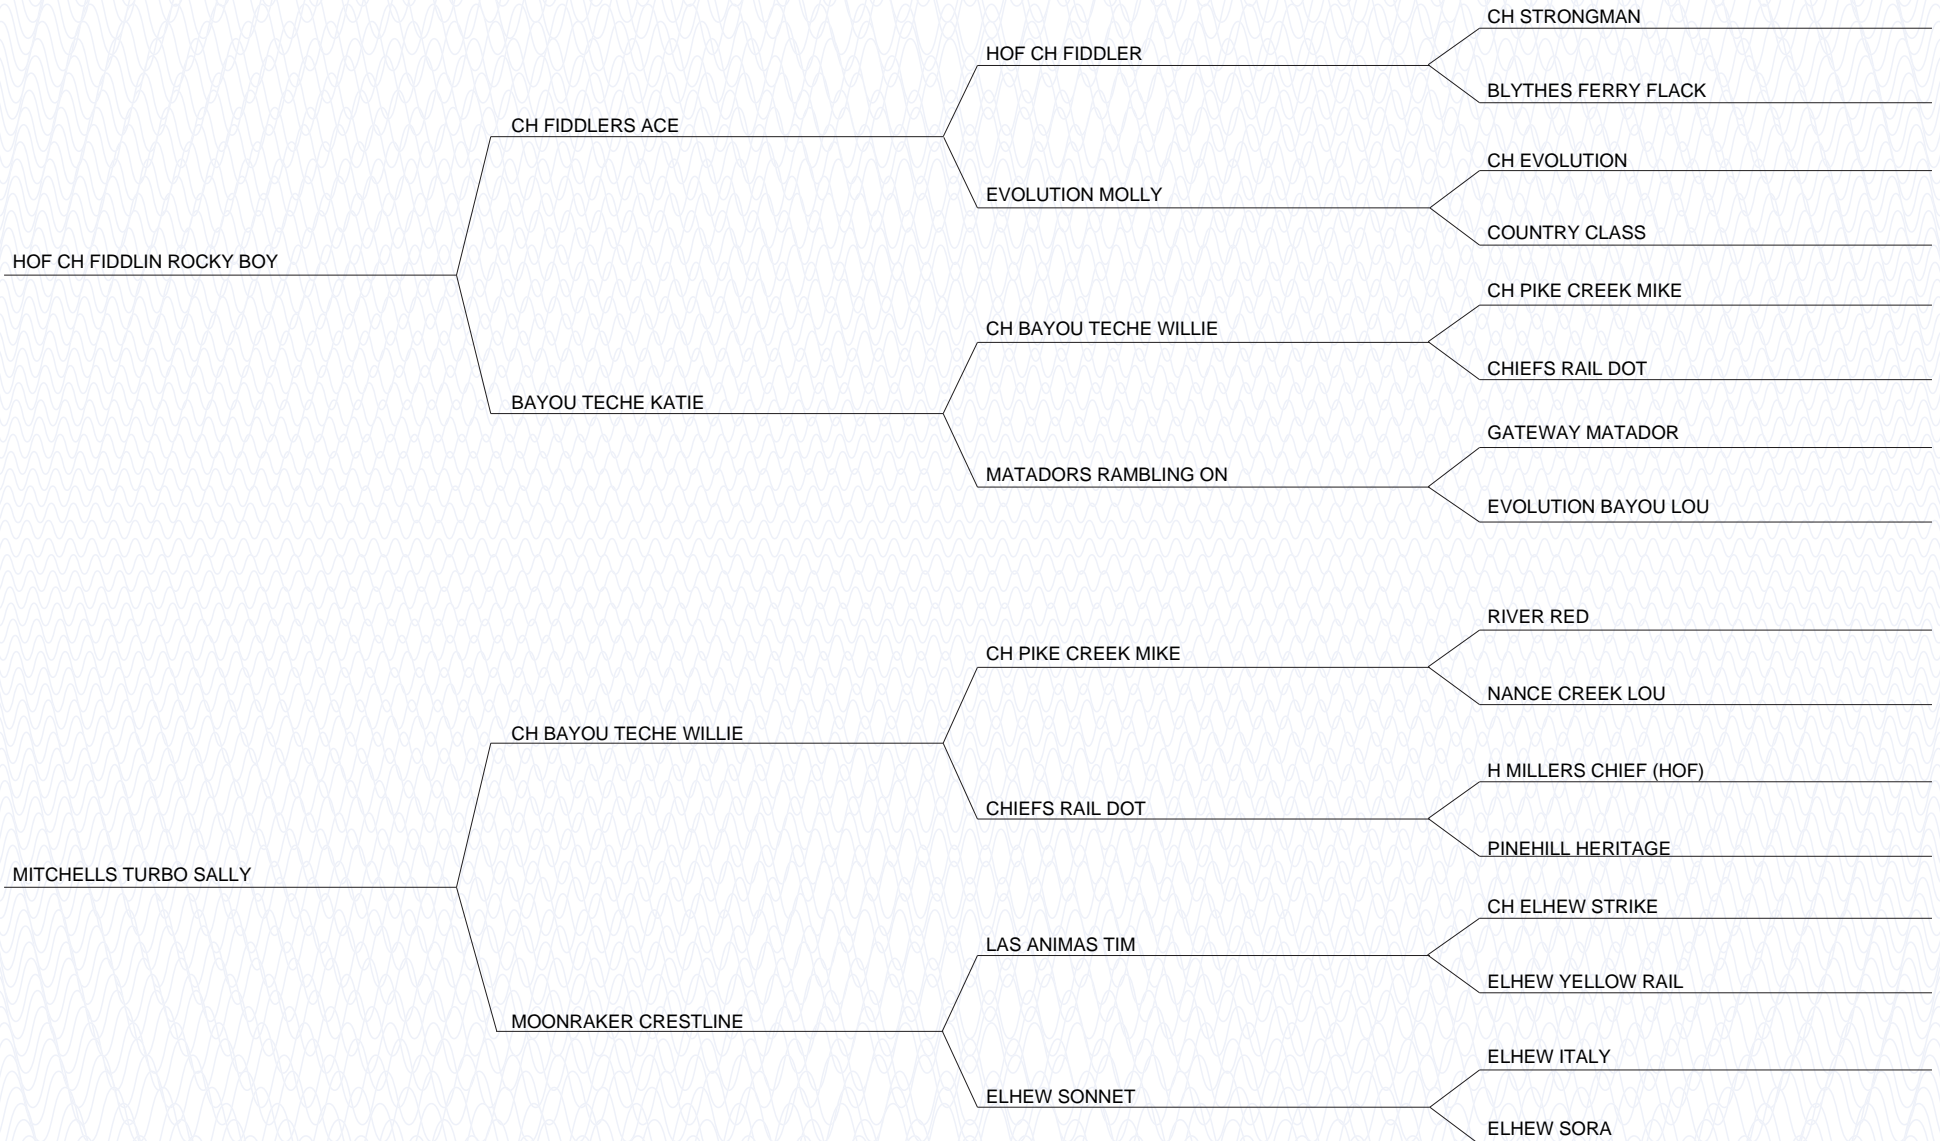 CH STRONGMAN
HOF CH FIDDLER
BLYTHES FERRY FLACK
CH FIDDLERS ACE
CH EVOLUTION
EVOLUTION MOLLY
COUNTRY CLASS
HOF CH FIDDLIN ROCKY BOY
CH PIKE CREEK MIKE
CH BAYOU TECHE WILLIE
CHIEFS RAIL DOT
BAYOU TECHE KATIE
GATEWAY MATADOR
MATADORS RAMBLING ON
EVOLUTION BAYOU LOU
RIVER RED
CH PIKE CREEK MIKE
NANCE CREEK LOU
CH BAYOU TECHE WILLIE
H MILLERS CHIEF (HOF)
CHIEFS RAIL DOT
PINEHILL HERITAGE
MITCHELLS TURBO SALLY
CH ELHEW STRIKE
LAS ANIMAS TIM
ELHEW YELLOW RAIL
MOONRAKER CRESTLINE
ELHEW ITALY
ELHEW SONNET
ELHEW SORA